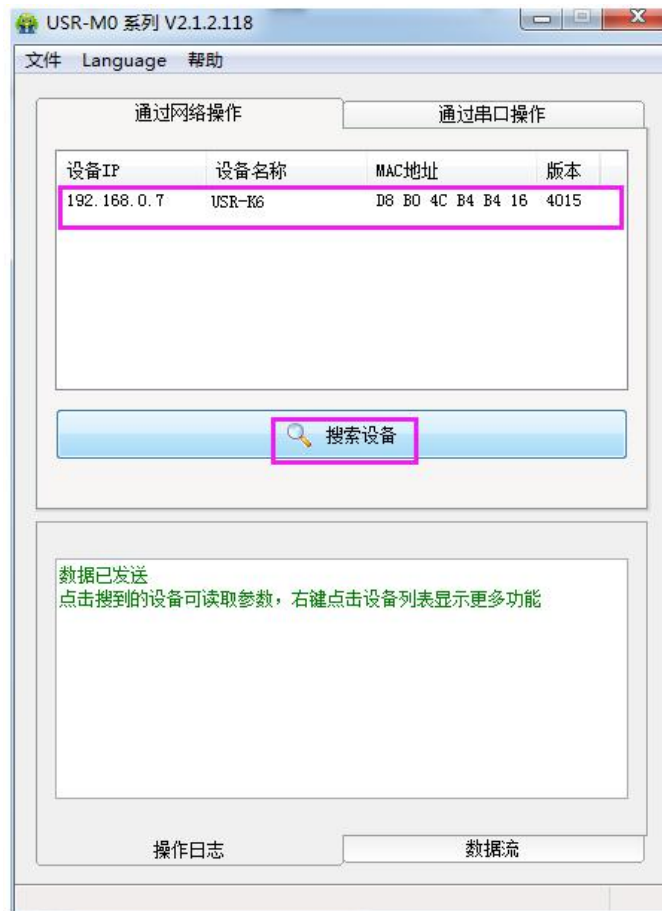 USR-M0 系列 V2.1.2.118
文件 Language 帮助
通过网络操作 通过串口操作
设备IP 设备名称 MAC地址 版本
192.168.0.7 USR-K6 D8 B0 4C B4 B4 16 4015
搜索设备
数据已发送
点击搜到的设备可读取参数，右键点击设备列表显示更多功能
操作日志 数据流